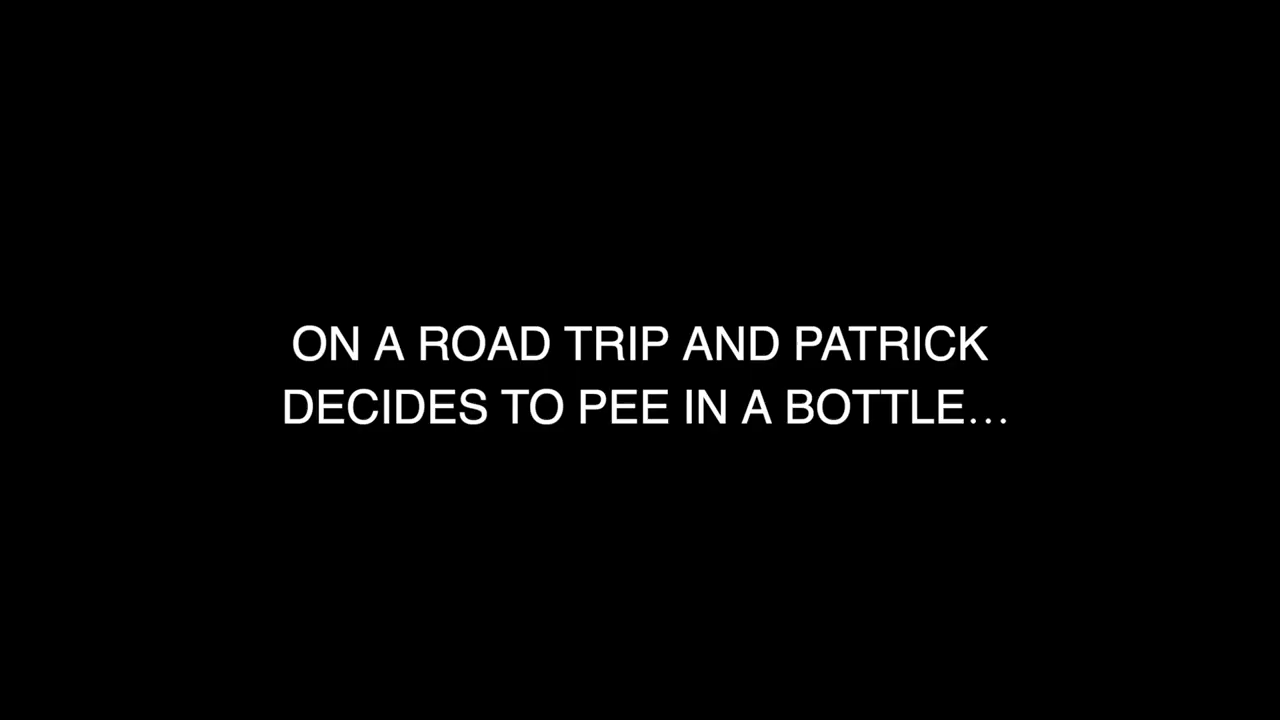 ON A ROAD TRIP AND PATRICK
DECIDES TO PEE IN A BOTTLE…